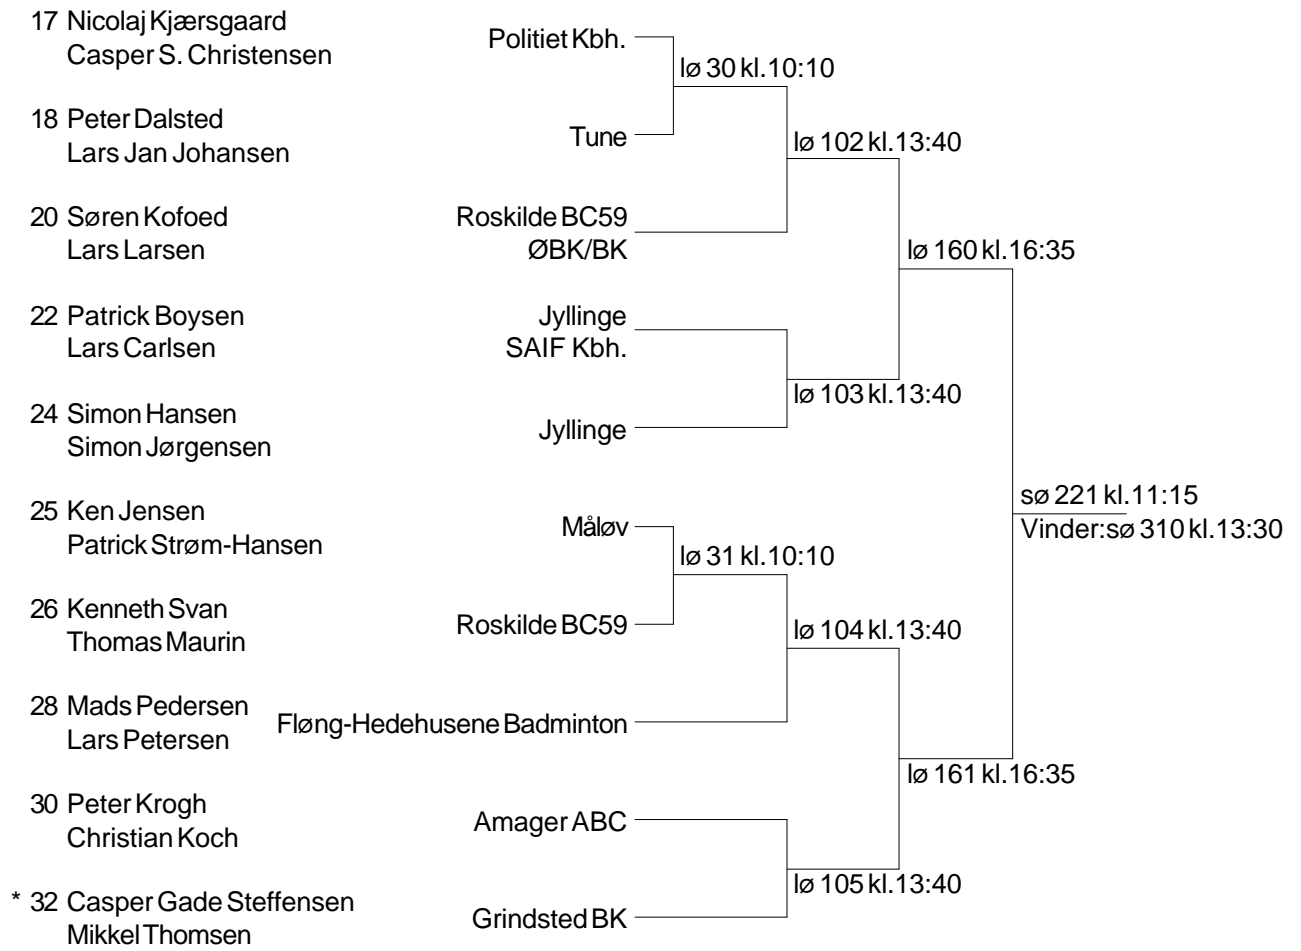 17 Nicolaj Kjærsgaard
Casper S. Christensen
Politiet Kbh.
lø 30 kl.10:10
18 Peter Dalsted
Lars Jan Johansen
Tune
lø 102 kl.13:40
20 Søren Kofoed
Lars Larsen
Roskilde BC59
ØBK/BK
lø 160 kl.16:35
22 Patrick Boysen
Lars Carlsen
Jyllinge
SAIF Kbh.
lø 103 kl.13:40
24 Simon Hansen
Simon Jørgensen
Jyllinge
sø 221 kl.11:15
Vinder:sø 310 kl.13:30
25 Ken Jensen
Patrick Strøm-Hansen
Måløv
lø 31 kl.10:10
26 Kenneth Svan
Thomas Maurin
Roskilde BC59
lø 104 kl.13:40
28 Mads Pedersen
Lars Petersen
Fløng-Hedehusene Badminton
lø 161 kl.16:35
30 Peter Krogh
Christian Koch
Amager ABC
lø 105 kl.13:40
* 32 Casper Gade Steffensen
Mikkel Thomsen
Grindsted BK